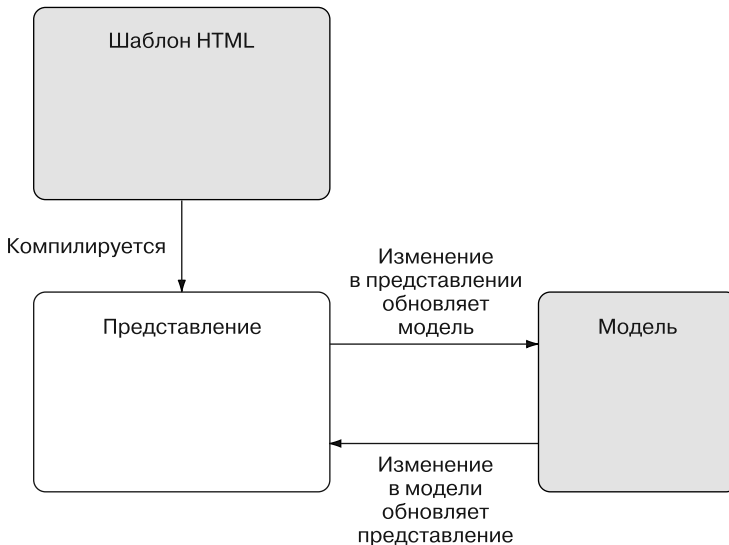 Шаблон HTML
Компилируется
Изменение
в представлении
обновляет
модель
Представление
Модель
Изменение
в модели
обновляет
представление